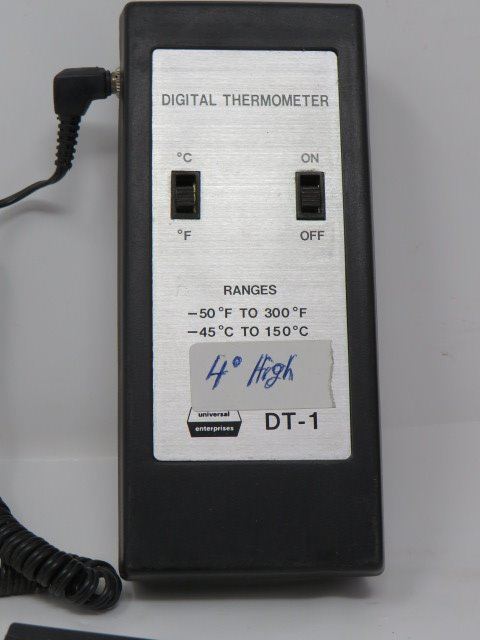 DIGITAL THERMOMETER
°C ON
°F OFF
RANGES
-50°F TO 300°F
-45°C TO 150°C
4° High
universal
enterprises
DT-1